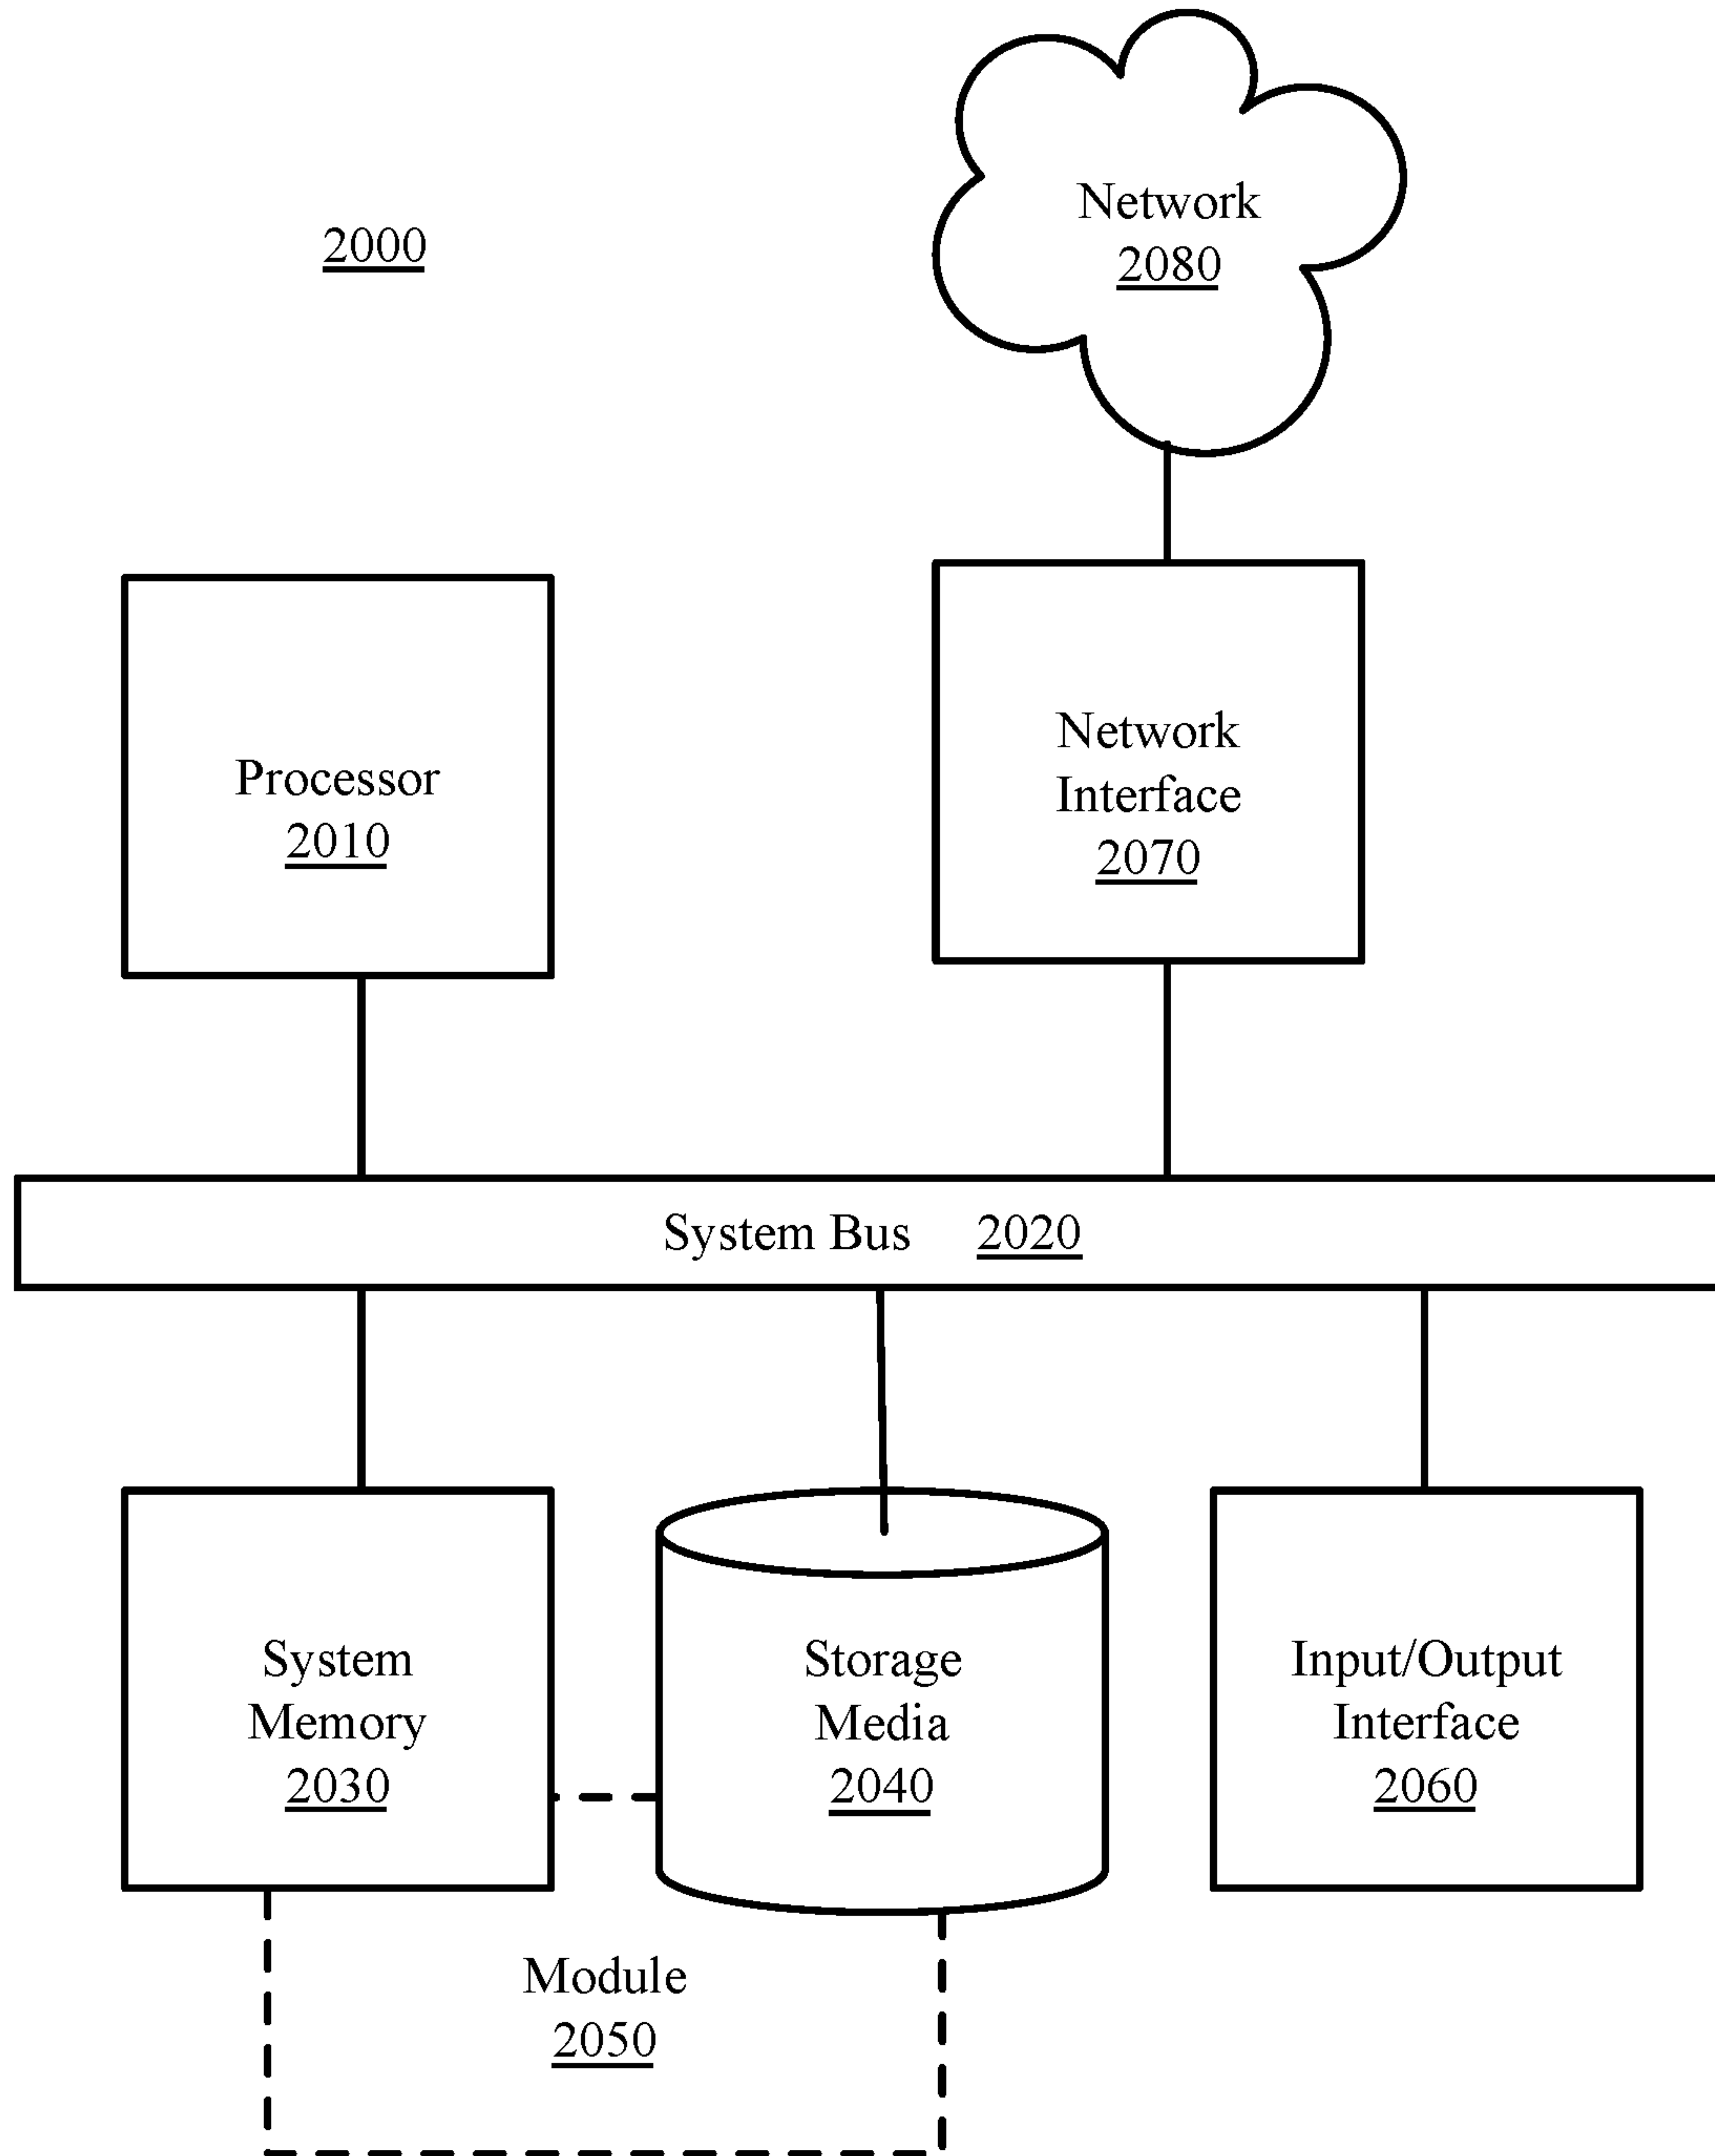 Network
2080
2000
Processor
2010
Network
Interface
2070
System Bus 2020
System
Memory
2030
Storage
Media
2040
Input/Output
Interface
2060
Module
2050